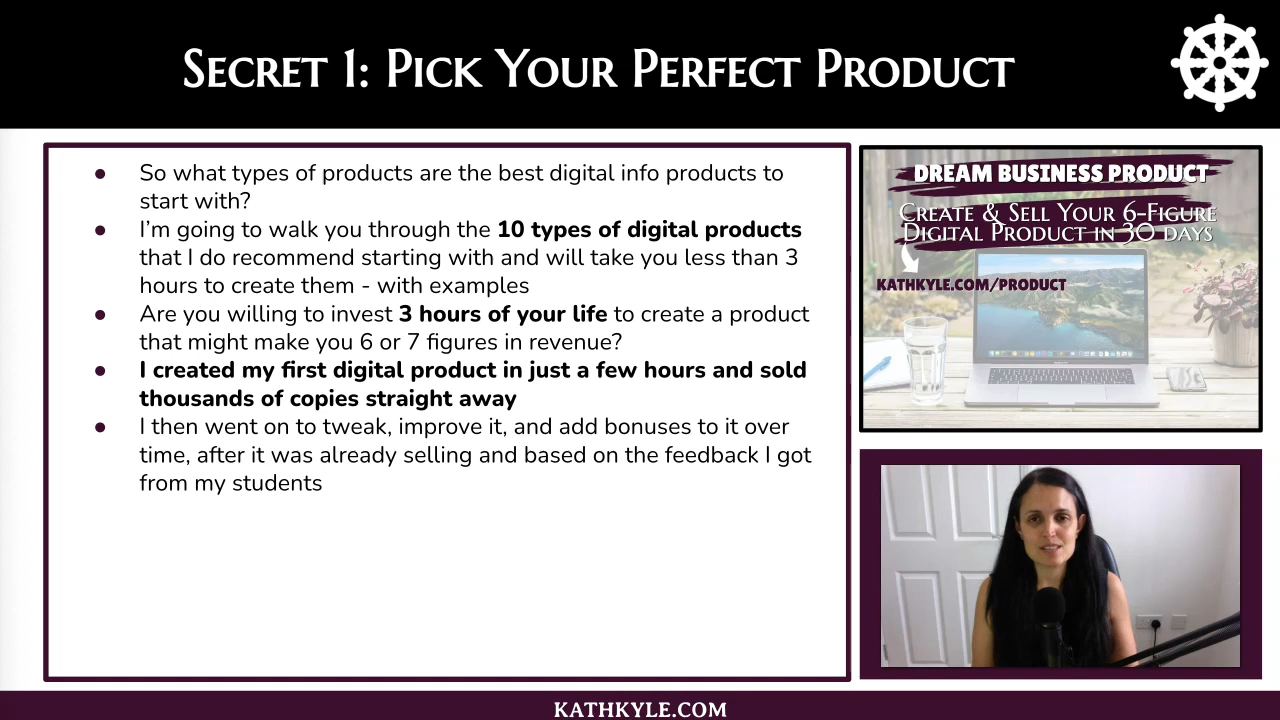 Secret 1: Pick Your Perfect Product
● So what types of products are the best digital info products to
start with?
● I’m going to walk you through the 10 types of digital products
that I do recommend starting with and will take you less than 3
hours to create them - with examples
● Are you willing to invest 3 hours of your life to create a product
that might make you 6 or 7 figures in revenue?
● I created my first digital product in just a few hours and sold
thousands of copies straight away
● I then went on to tweak, improve it, and add bonuses to it over
time, after it was already selling and based on the feedback I got
from my students
DREAM BUSINESS PRODUCT
Create & Sell Your 6-Figure
Digital Product in 30 days
KATHKYLE.COM/PRODUCT
KATHKYLE.COM